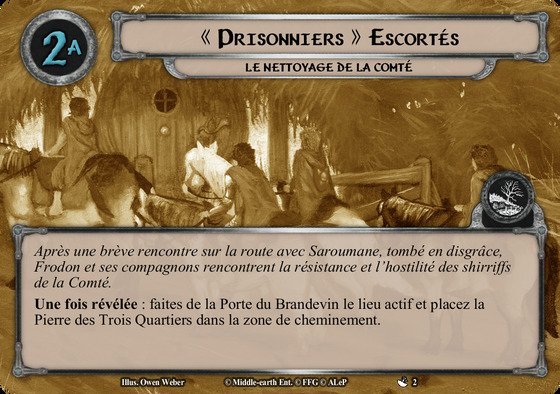 2A
« Prisonniers » Escortés
Le Nettoyage de la Comté
Après une brève rencontre sur la route avec Saroumane, tombé en disgrâce,
Frodon et ses compagnons rencontrent la résistance et l'hostilité des shirriffs
de la Comté.
Une fois révélée : faites de la Porte du Brandevin le lieu actif et placez la
Pierre des Trois Quartiers dans la zone de cheminement.
Illus. Owen Weber © Middle-earth Ent. © FFG © ALeP 2